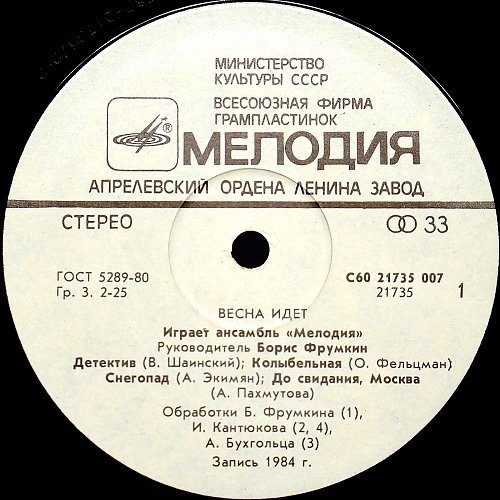 МИНИСТЕРСТВО
КУЛЬТУРЫ СССР
ВСЕСОЮЗНАЯ ФИРМА
ГРАМПЛАСТИНОК
®
МЕЛОДИЯ
АПРЕЛЕВСКИЙ ОРДЕНА ЛЕНИНА ЗАВОД
СТЕРЕО
33
ГОСТ 5289-80
Гр. 3. 2-25
С60 21735 007
21735
1
ВЕСНА ИДЕТ
Играет ансамбль «Мелодия»
Руководитель Борис Фрумкин
Детектив (В. Шаинский); Колыбельная (О. Фельцман)
Снегопад (А. Экимян); До свидания, Москва
(А. Пахмутова)
Обработки Б. Фрумкина (1),
И. Кантюкова (2, 4),
А. Бухгольца (3)
Запись 1984 г.